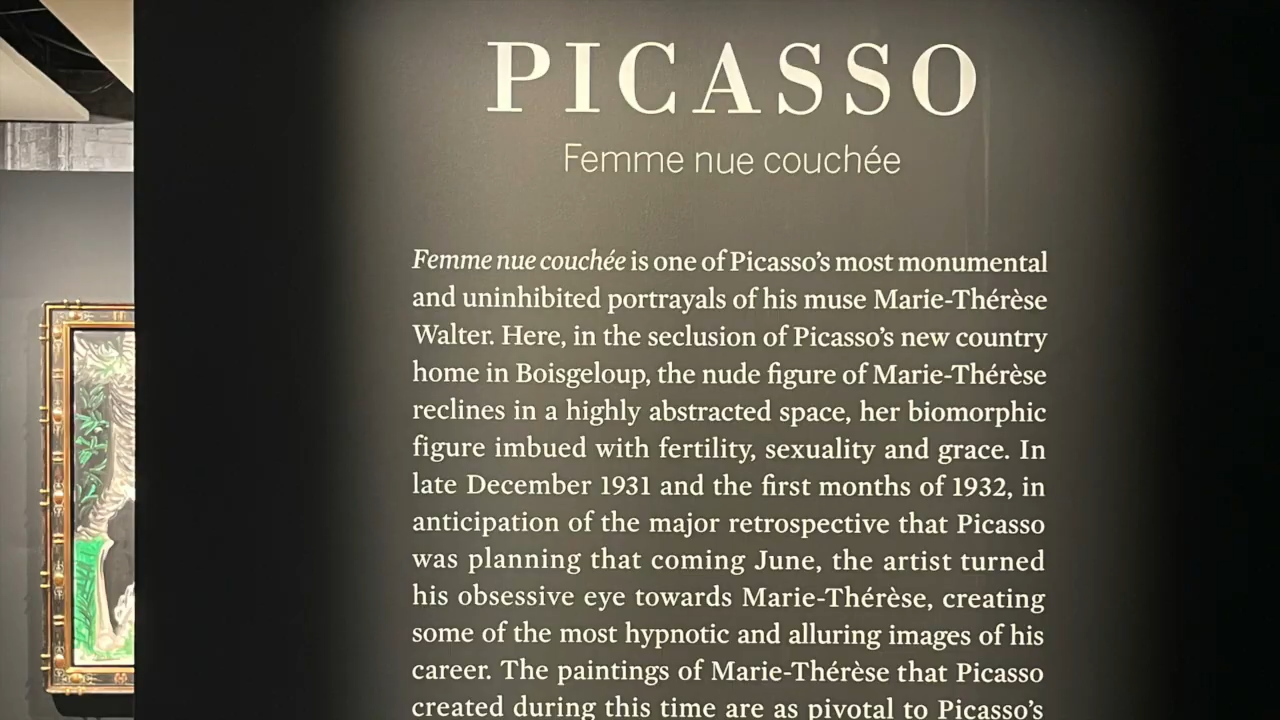 PICASSO
Femme nue couchée
Femme nue couchée is one of Picasso’s most monumental
and uninhibited portrayals of his muse Marie-Thérèse
Walter. Here, in the seclusion of Picasso’s new country
home in Boisgeloup, the nude figure of Marie-Thérèse
reclines in a highly abstracted space, her biomorphic
figure imbued with fertility, sexuality and grace. In
late December 1931 and the first months of 1932, in
anticipation of the major retrospective that Picasso
was planning that coming June, the artist turned
his obsessive eye towards Marie-Thérèse, creating
some of the most hypnotic and alluring images of his
career. The paintings of Marie-Thérèse that Picasso
created during this time are as pivotal to Picasso’s